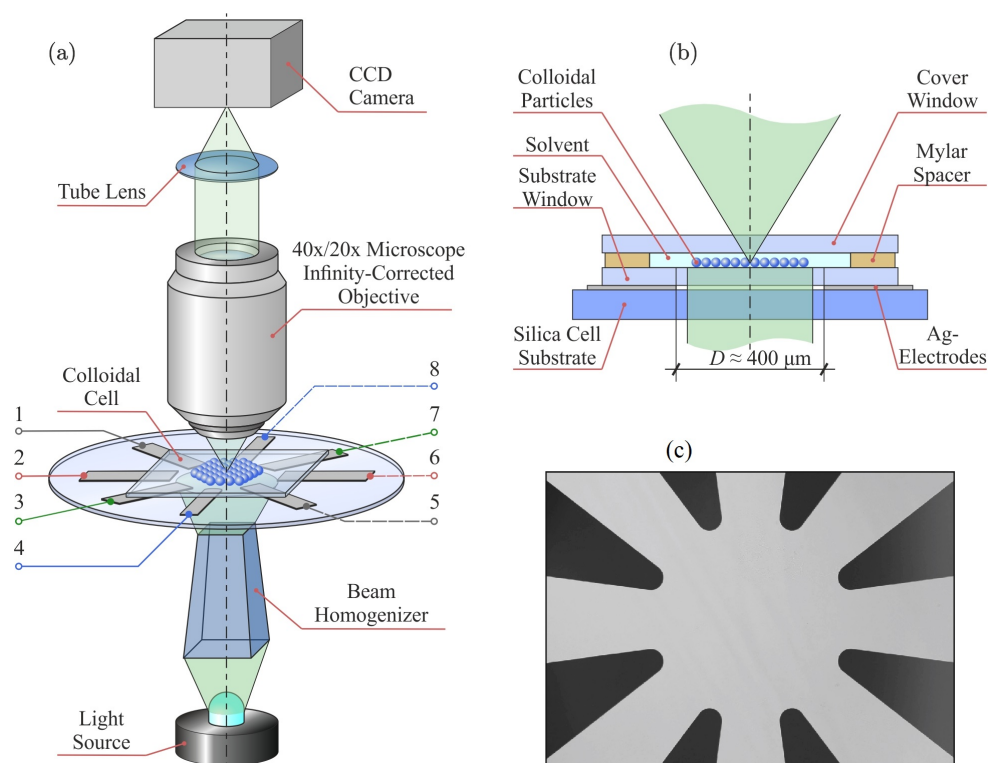 (a)
CCD
Camera
Tube Lens
40x/20x Microscope
Infinity-Corrected
Objective
Colloidal
Cell
1
2
3
4
8
7
6
5
Beam
Homogenizer
Light
Source
(b)
Colloidal
Particles
Solvent
Substrate
Window
Cover
Window
Mylar
Spacer
Silica Cell
Substrate
D ≈ 400 μm
Ag-
Electrodes
(c)